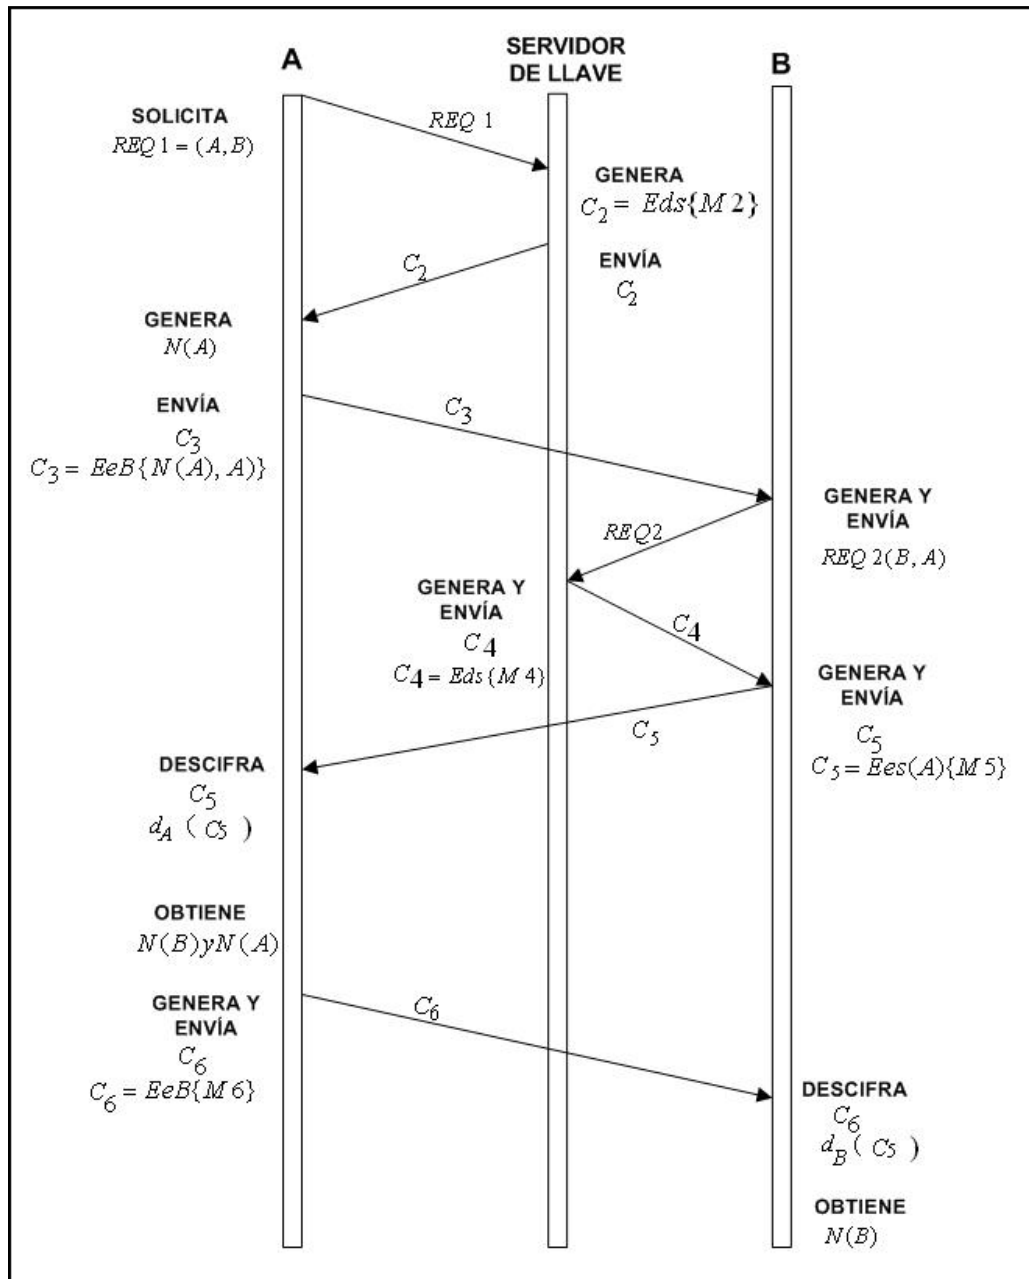 A
SERVIDOR
DE LLAVE
B
SOLICITA
REQ 1 = (A, B)
REQ 1
GENERA
C2 = Eds{M 2}
C2
ENVÍA
C2
GENERA
N(A)
ENVÍA
C3
C3 = EeB{N(A), A)}
C3
GENERA Y
ENVÍA
REQ 2(B, A)
REQ2
GENERA Y
ENVÍA
C4
C4 = Eds{M 4}
C4
GENERA Y
ENVÍA
C5
C5 = Ees(A){M 5}
C5
DESCIFRA
C5
dA ( C5 )
OBTIENE
N(B)yN(A)
GENERA Y
ENVÍA
C6
C6 = EeB{M 6}
C6
DESCIFRA
C6
dB ( C5 )
OBTIENE
N(B)